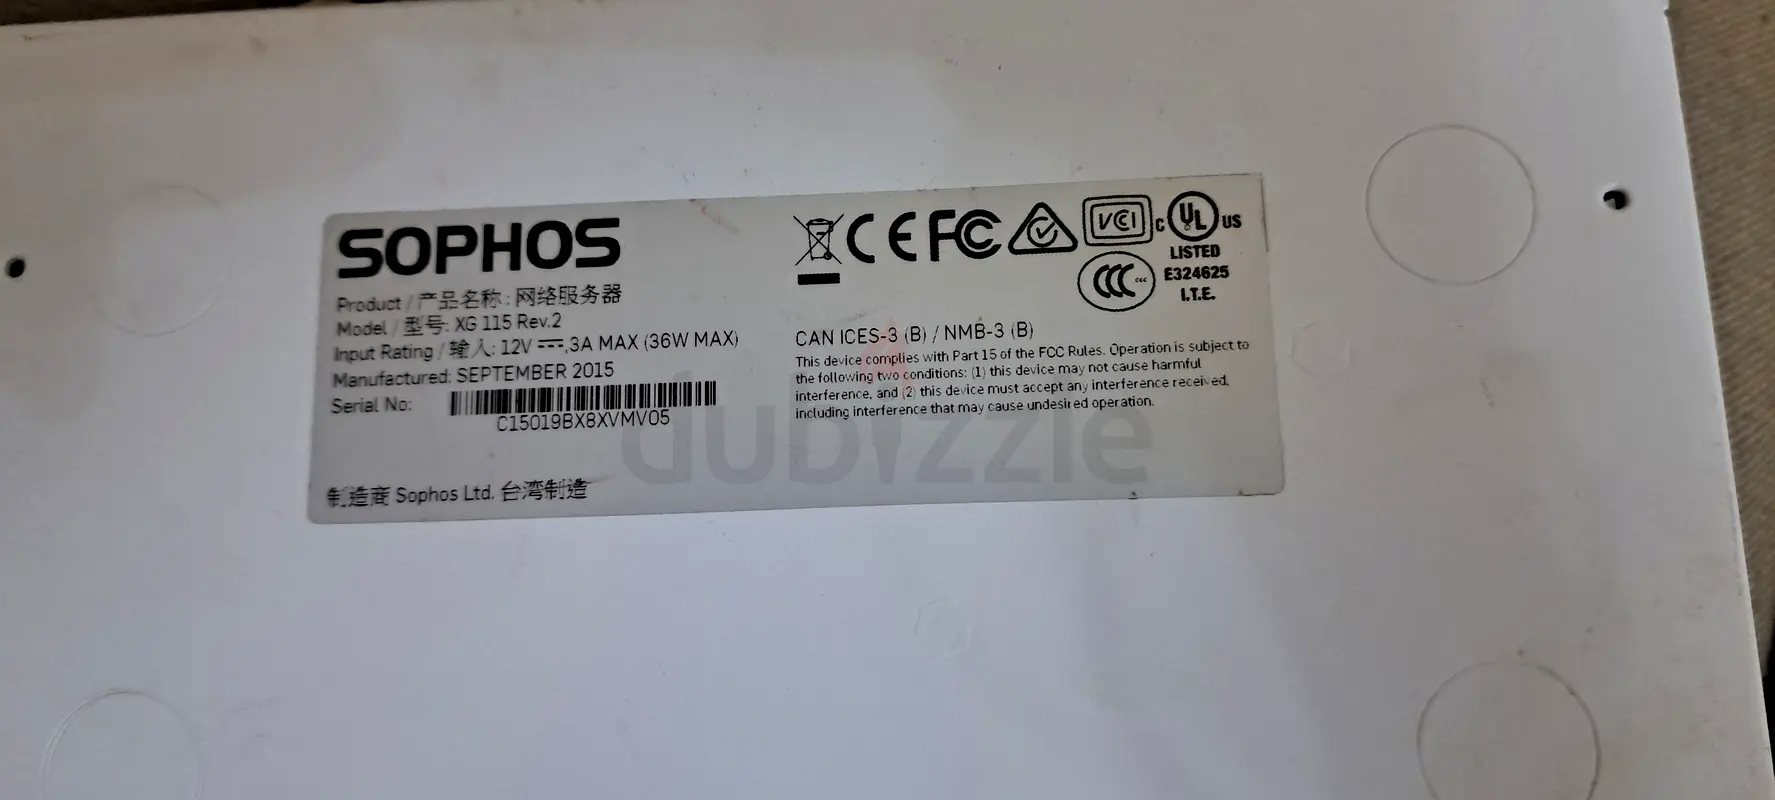 SOPHOS
Product / 产品名称: 网络服务器
Model / 型号: XG 115 Rev.2
Input Rating / 输入: 12V ⎓,3A MAX (36W MAX)
Manufactured: SEPTEMBER 2015
Serial No:
C15019BX8XVMV05
制造商 Sophos Ltd. 台湾制造
CE FC VCCI c UL US
LISTED
CCC E324625
I.T.E.
CAN ICES-3 (B) / NMB-3 (B)
This device complies with Part 15 of the FCC Rules. Operation is subject to
the following two conditions: (1) this device may not cause harmful
interference, and (2) this device must accept any interference received,
including interference that may cause undesired operation.
dubizzle